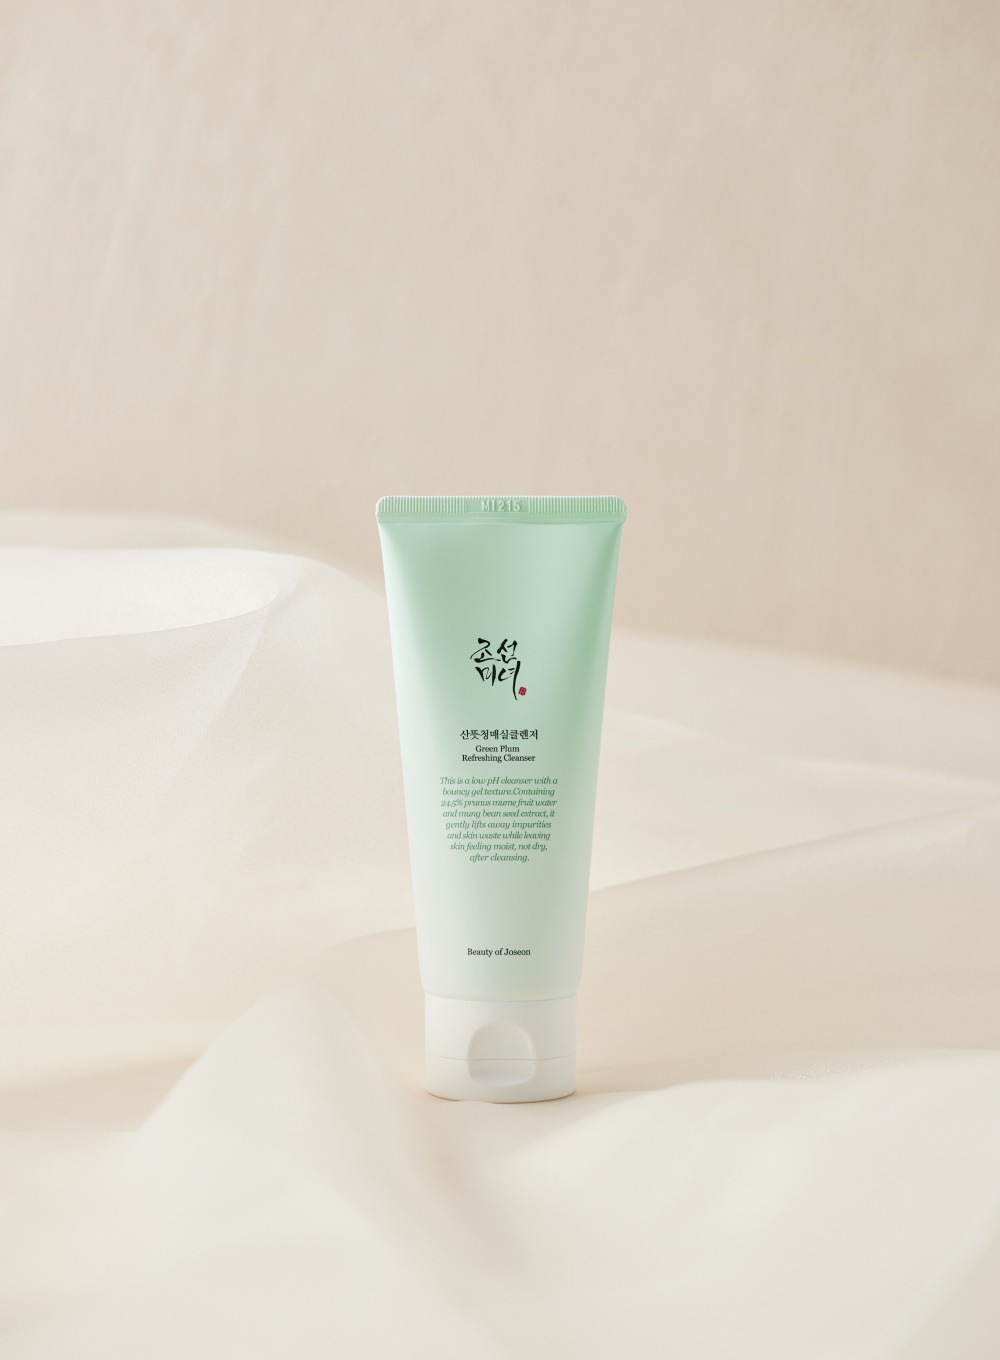 MI215
조선
미녀
산뜻청매실클렌저
Green Plum
Refreshing Cleanser
This is a low pH cleanser with a
bouncy gel texture.Containing
24.5% prunus mume fruit water
and mung bean seed extract, it
gently lifts away impurities
and skin waste while leaving
skin feeling moist, not dry,
after cleansing.
Beauty of Joseon